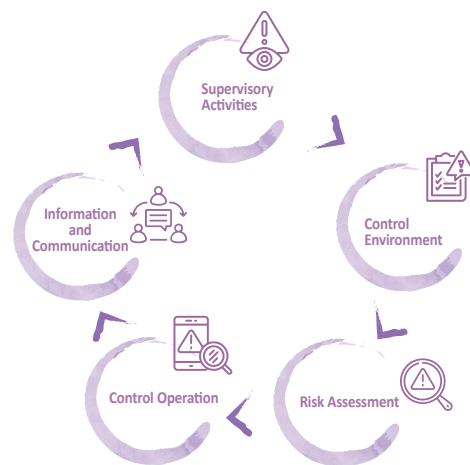 Supervisory
Activities
Control
Environment
Risk Assessment
Control Operation
Information
and
Communication